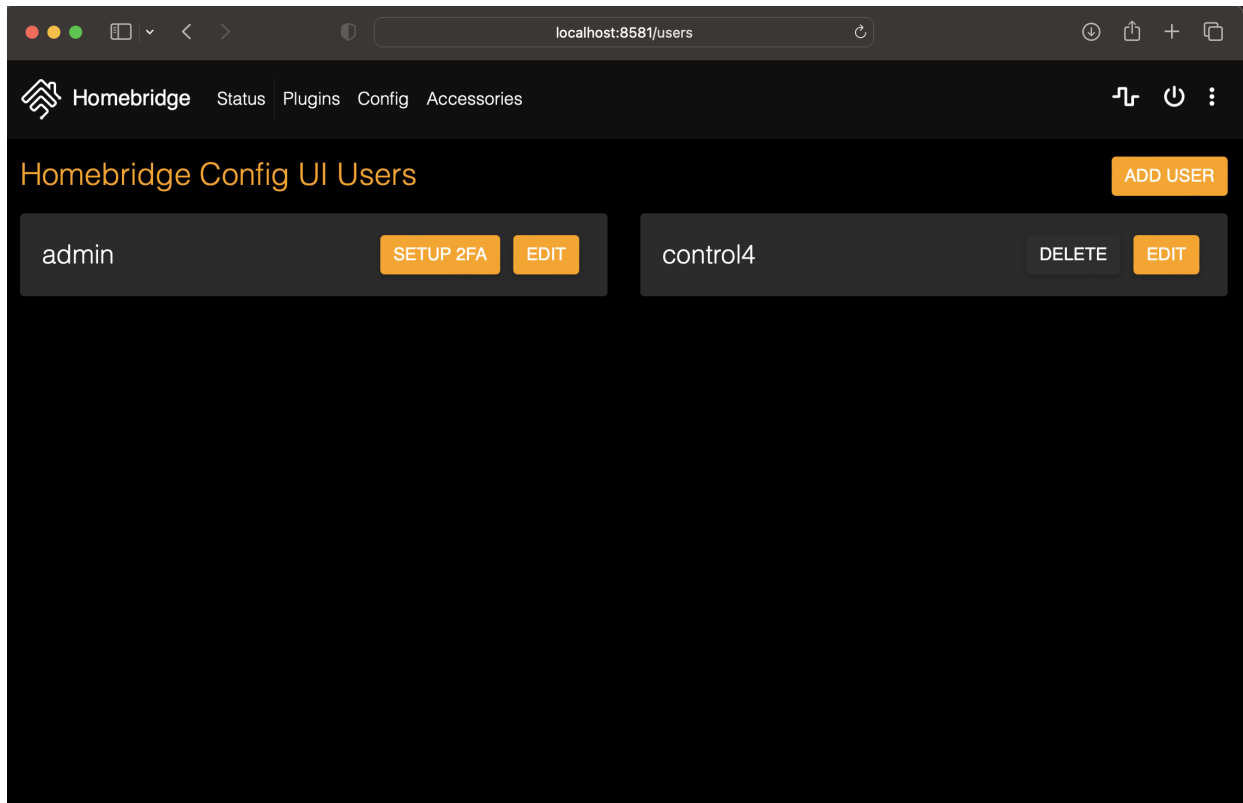 localhost:8581/users
Homebridge Status Plugins Config Accessories
Homebridge Config UI Users ADD USER
admin SETUP 2FA EDIT control4 DELETE EDIT